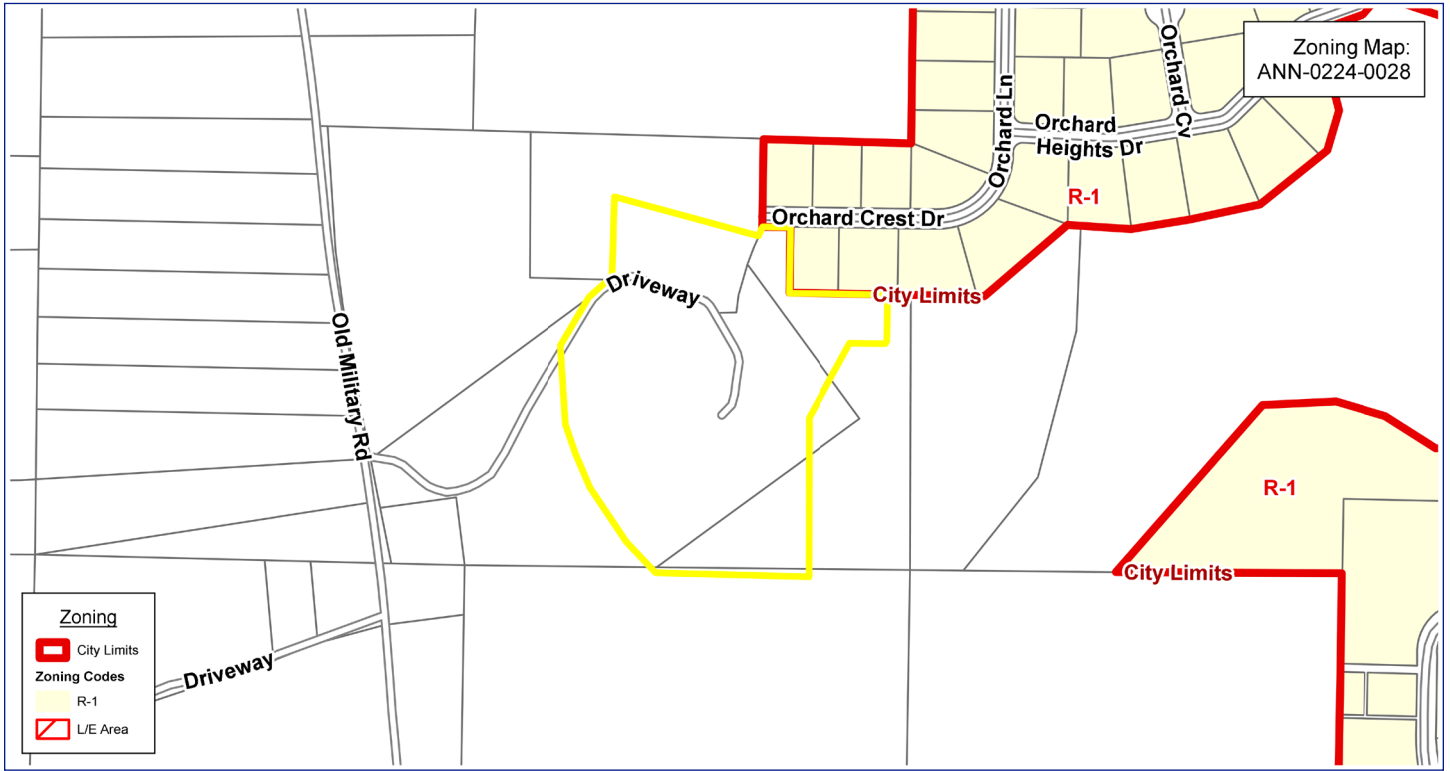 Zoning Map:
ANN-0224-0028
Orchard Ln
Orchard Cv
Orchard
Heights Dr
R-1
Orchard Crest Dr
City Limits
Driveway
Old Military Rd
R-1
City Limits
Driveway
Zoning
City Limits
Zoning Codes
R-1
L/E Area